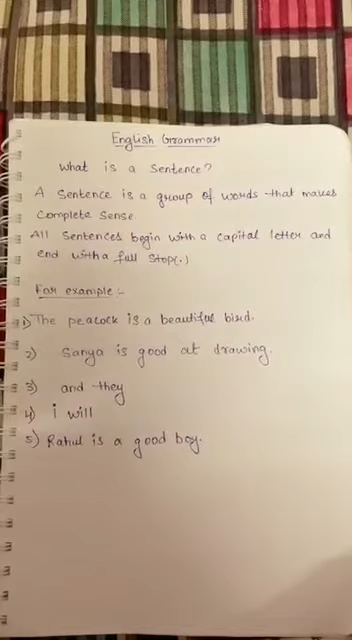 English Grammar
What is a Sentence?
A Sentence is a group of words that makes
Complete Sense
All Sentences begin with a capital letter and
end with a full stop(.)
For example :-
1) The peacock is a beautiful bird.
2) Sanya is good at drawing.
3) and they
4) i will
5) Rahul is a good boy.